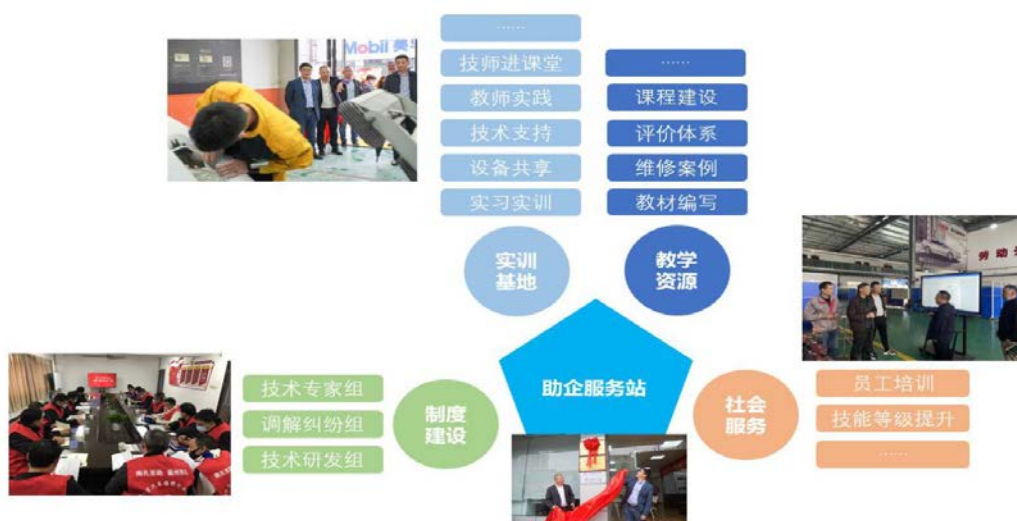 ……
技师进课堂
教师实践
技术支持
设备共享
实习实训
实训
基地
……
课程建设
评价体系
维修案例
教材编写
教学
资源
Mobil 美孚
劳动
助企服务站
技术专家组
调解纠纷组
技术研发组
制度
建设
社会
服务
员工培训
技能等级提升
……